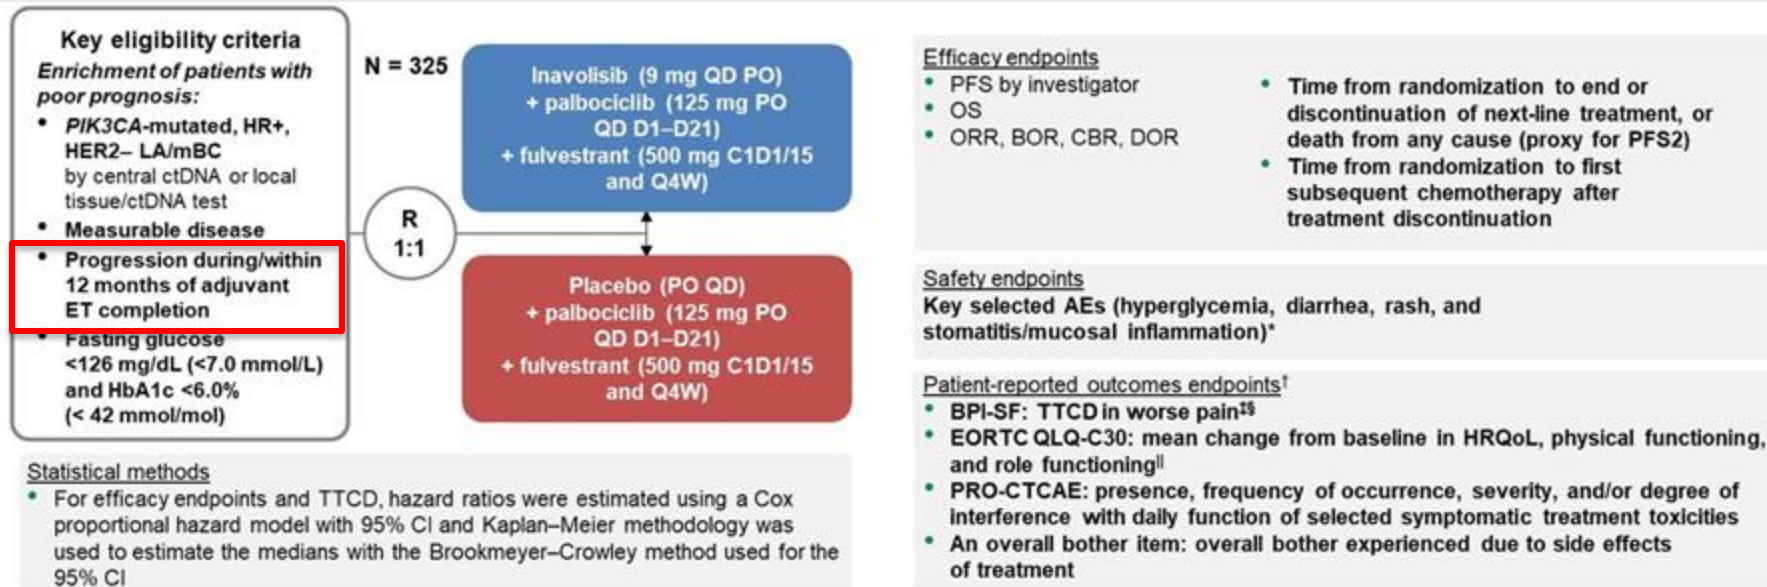 Key eligibility criteria
Enrichment of patients with
poor prognosis:
• PIK3CA-mutated, HR+,
HER2– LA/mBC
by central ctDNA or local
tissue/ctDNA test
• Measurable disease
• Progression during/within
12 months of adjuvant
ET completion
• Fasting glucose
<126 mg/dL (<7.0 mmol/L)
and HbA1c <6.0%
(< 42 mmol/mol)
N = 325
R
1:1
Inavolisib (9 mg QD PO)
+ palbociclib (125 mg PO
QD D1–D21)
+ fulvestrant (500 mg C1D1/15
and Q4W)
Placebo (PO QD)
+ palbociclib (125 mg PO
QD D1–D21)
+ fulvestrant (500 mg C1D1/15
and Q4W)
Statistical methods
• For efficacy endpoints and TTCD, hazard ratios were estimated using a Cox
proportional hazard model with 95% CI and Kaplan–Meier methodology was
used to estimate the medians with the Brookmeyer–Crowley method used for the
95% CI
Efficacy endpoints
• PFS by investigator
• OS
• ORR, BOR, CBR, DOR
• Time from randomization to end or
discontinuation of next-line treatment, or
death from any cause (proxy for PFS2)
• Time from randomization to first
subsequent chemotherapy after
treatment discontinuation
Safety endpoints
Key selected AEs (hyperglycemia, diarrhea, rash, and
stomatitis/mucosal inflammation)*
Patient-reported outcomes endpoints†
• BPI-SF: TTCD in worse pain‡§
• EORTC QLQ-C30: mean change from baseline in HRQoL, physical functioning,
and role functioning||
• PRO-CTCAE: presence, frequency of occurrence, severity, and/or degree of
interference with daily function of selected symptomatic treatment toxicities
• An overall bother item: overall bother experienced due to side effects
of treatment